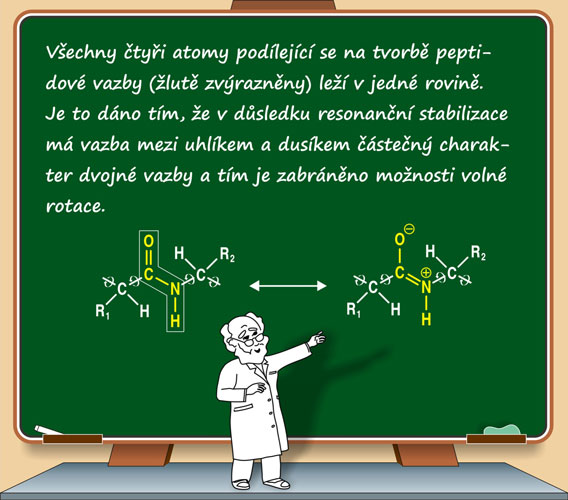 Všechny čtyři atomy podílející se na tvorbě pepti-
dové vazby (žlutě zvýrazněny) leží v jedné rovině.
Je to dáno tím, že v důsledku resonanční stabilizace
má vazba mezi uhlíkem a dusíkem částečný charak-
ter dvojné vazby a tím je zabráněno možnosti volné
rotace.
O H R₂
C C
C N
R₁ H H
O⊖ H R₂
C ⊕ C
C N
R₁ H H